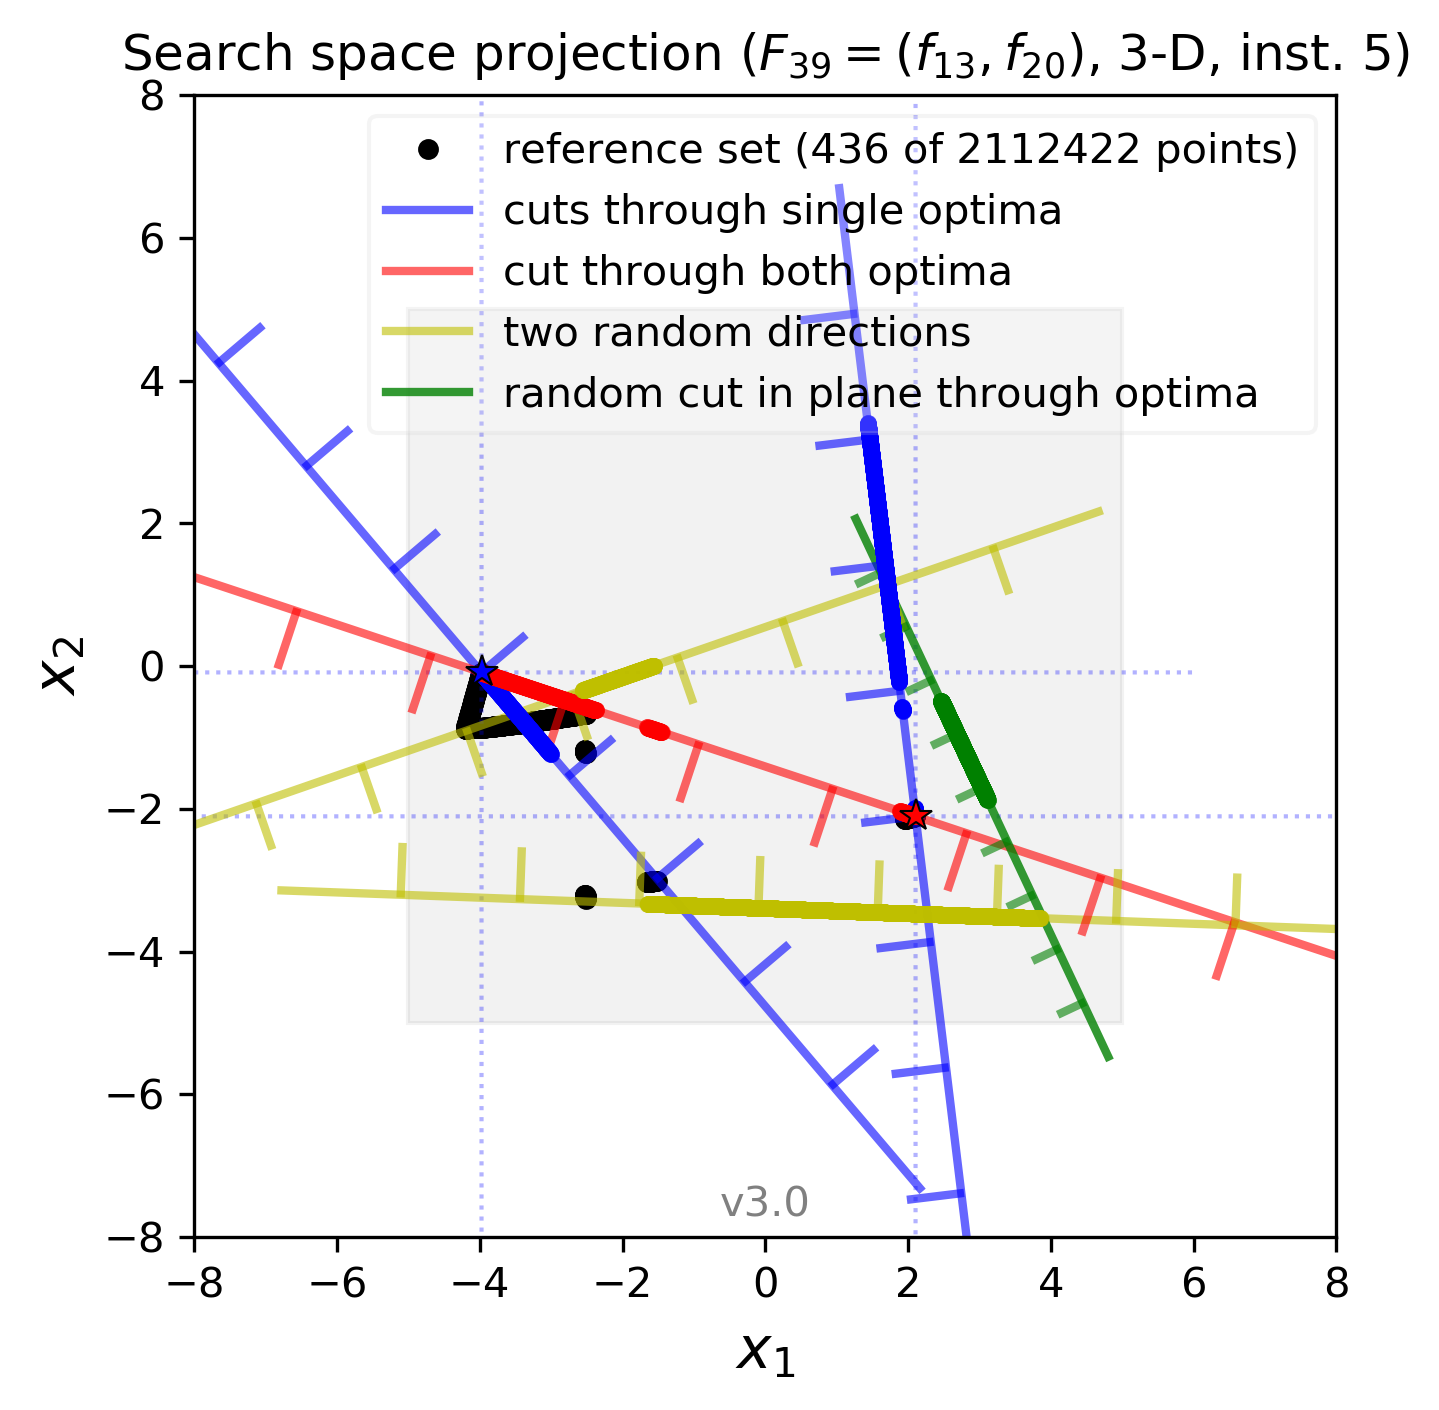 Search space projection (F₃₉ = (f₁₃, f₂₀), 3-D, inst. 5)
reference set (436 of 2112422 points)
cuts through single optima
cut through both optima
two random directions
random cut in plane through optima
8
6
4
2
0
−2
−4
−6
−8
x₂
v3.0
−8 −6 −4 −2 0 2 4 6 8
x₁